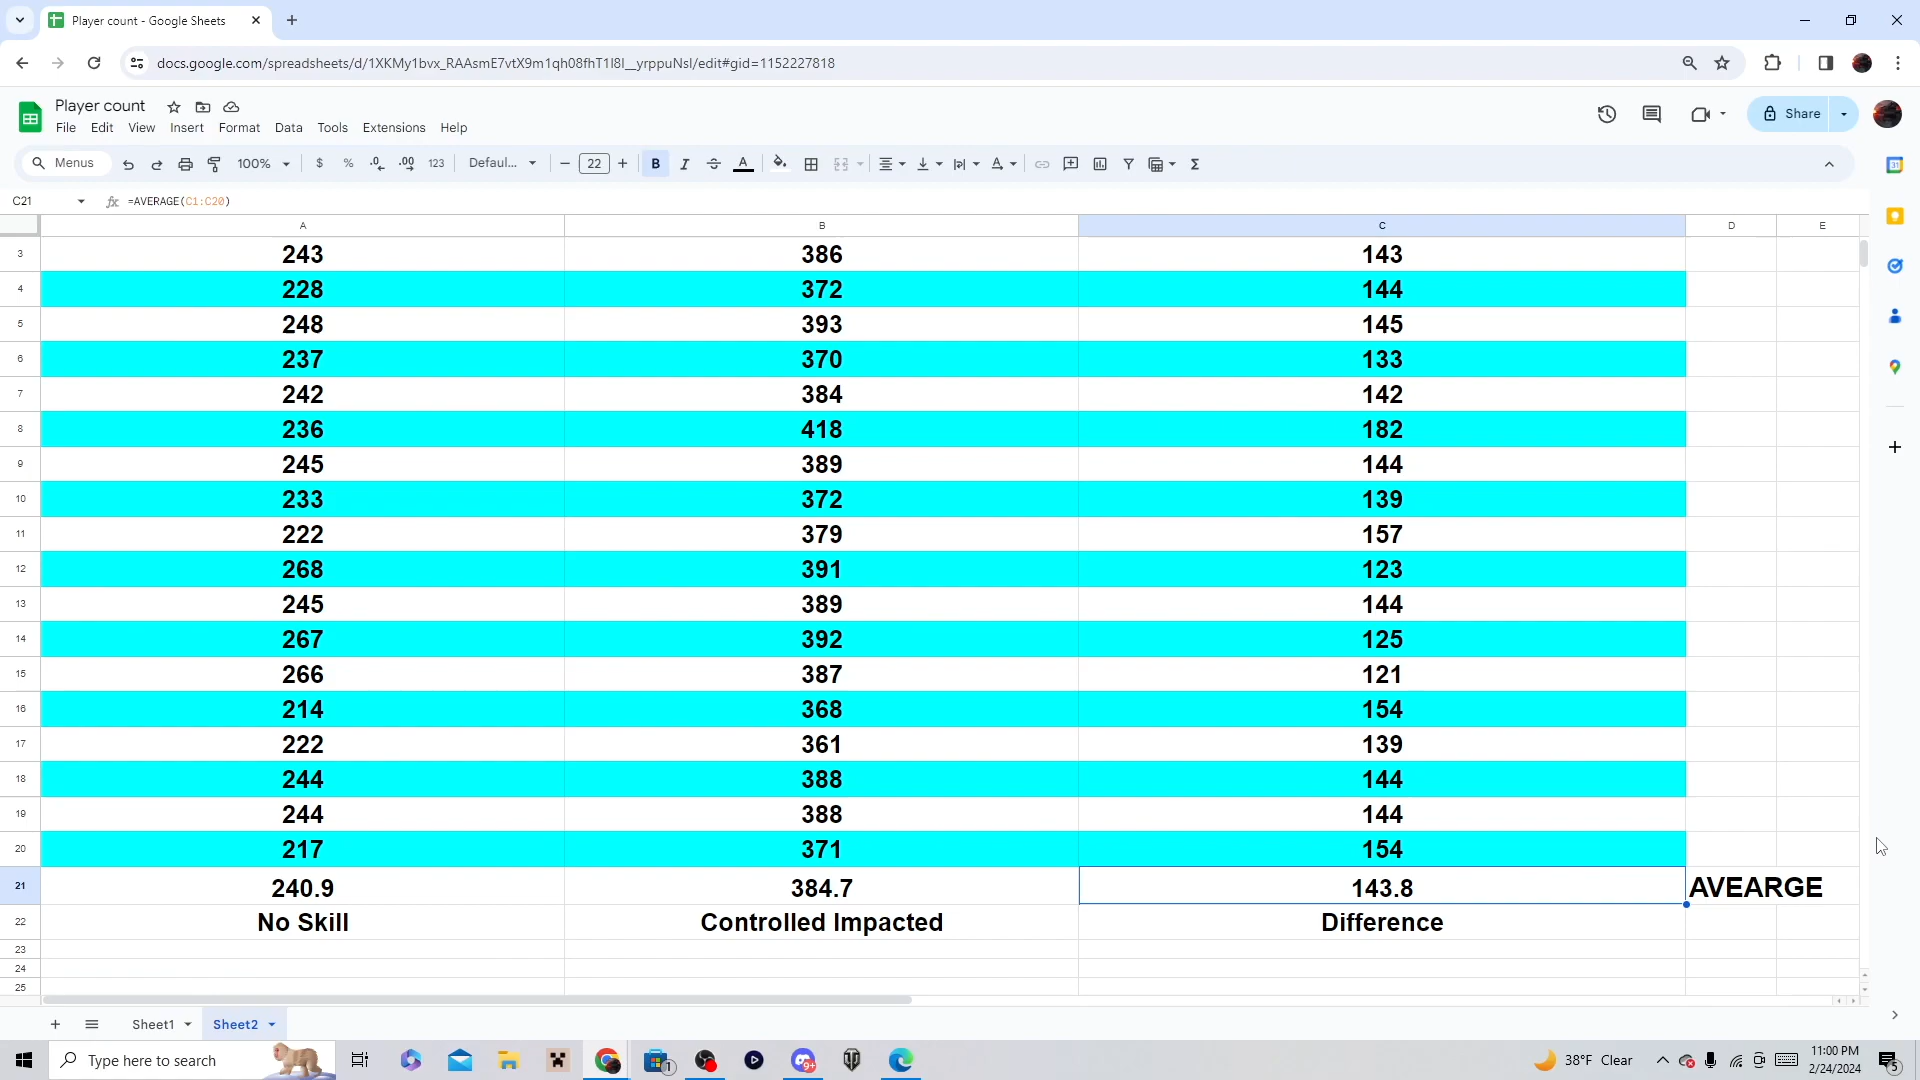 Player count - Google Sheets
docs.google.com/spreadsheets/d/1XKMy1bvx_RAAsmE7vtX9m1qh08fhT1I8I__yrppuNsI/edit#gid=1152227818
Player count
File Edit View Insert Format Data Tools Extensions Help
Share
Menus 100% $ % .0 .00 123 Defaul... 22 B I A Σ
C21 fx =AVERAGE(C1:C20)
A B C D E
3 243 386 143
4 228 372 144
5 248 393 145
6 237 370 133
7 242 384 142
8 236 418 182
9 245 389 144
10 233 372 139
11 222 379 157
12 268 391 123
13 245 389 144
14 267 392 125
15 266 387 121
16 214 368 154
17 222 361 139
18 244 388 144
19 244 388 144
20 217 371 154
21 240.9 384.7 143.8 AVEARGE
22 No Skill Controlled Impacted Difference
23
24
25
Sheet1 Sheet2
Type here to search
38°F Clear
11:00 PM
2/24/2024